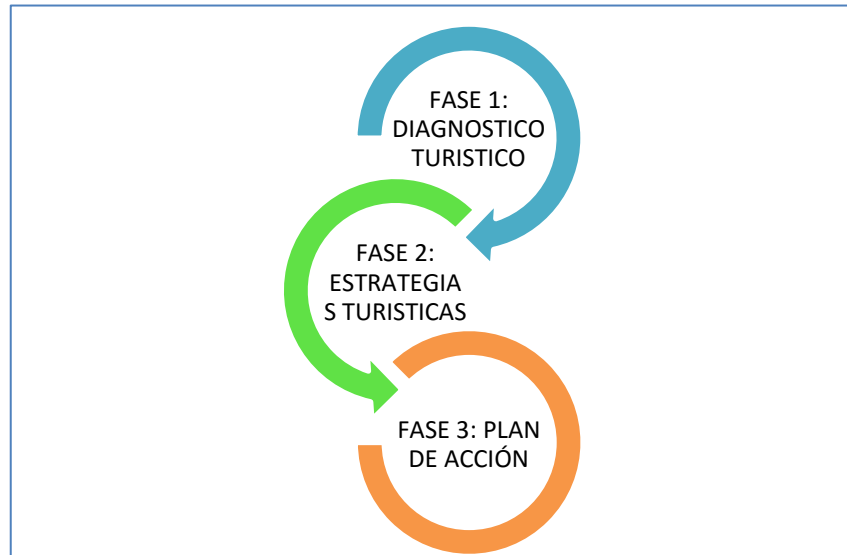 FASE 1:
DIAGNOSTICO
TURISTICO
FASE 2:
ESTRATEGIA
S TURISTICAS
FASE 3: PLAN
DE ACCIÓN